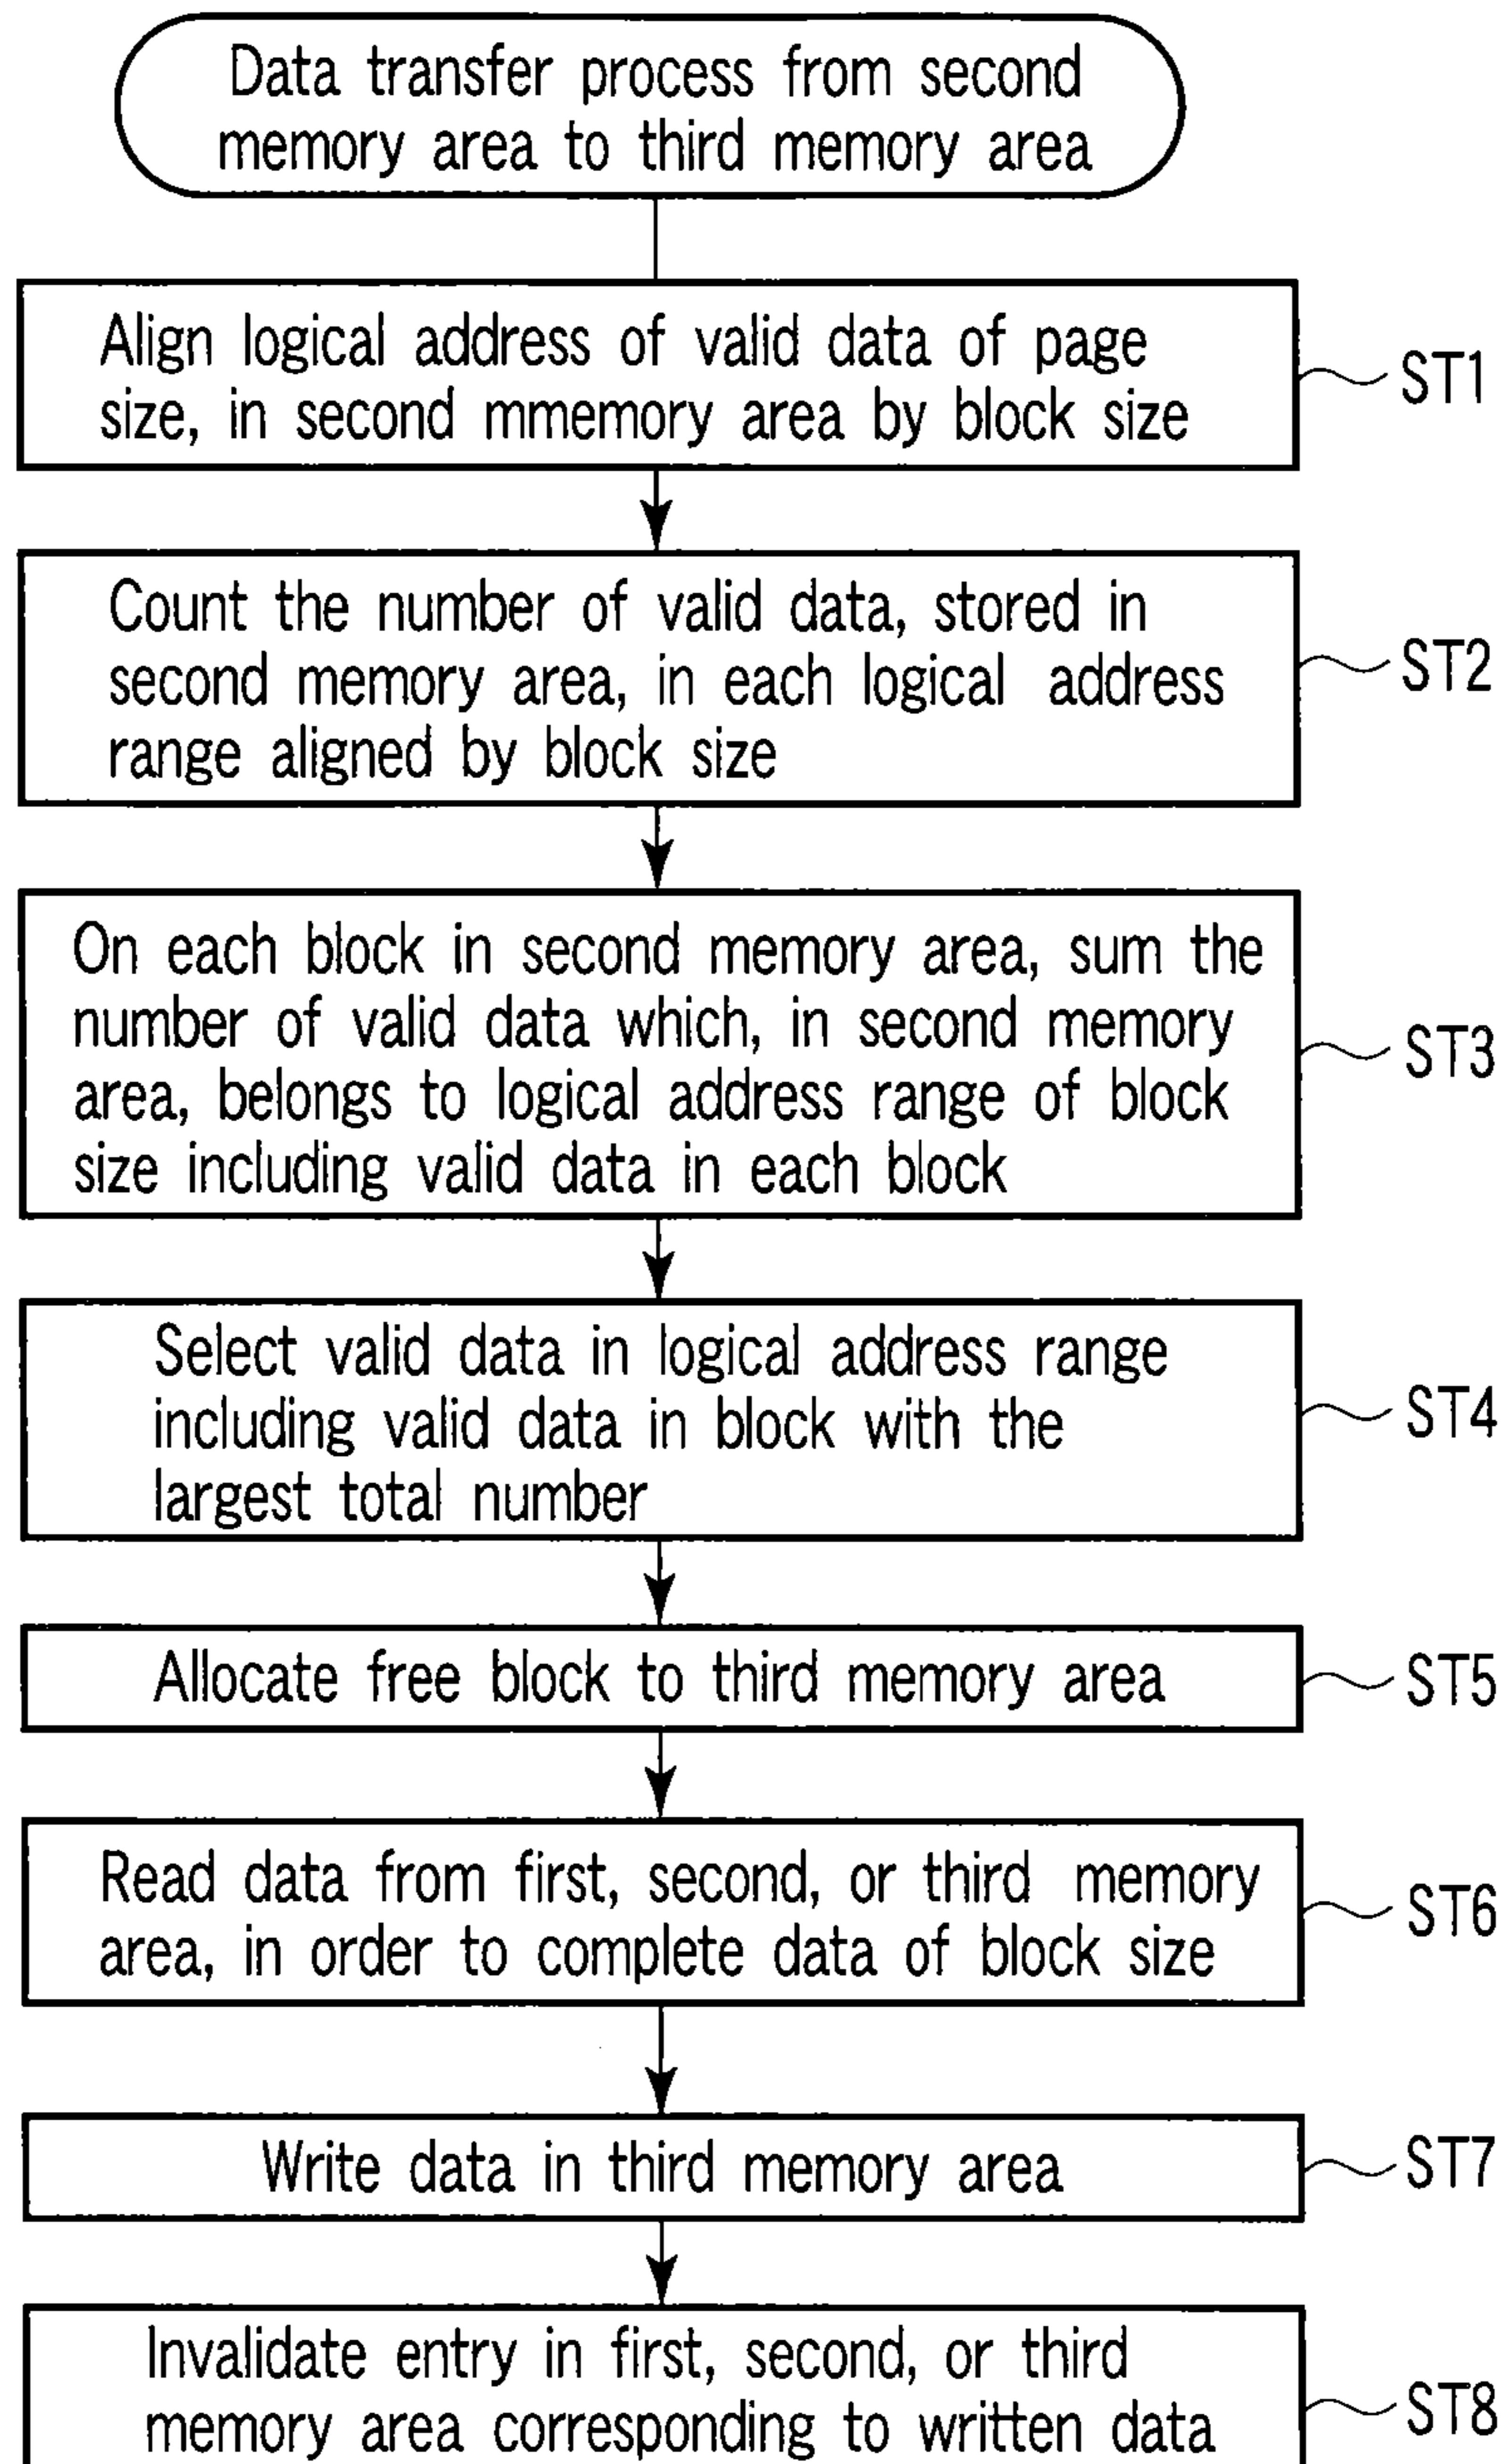 Data transfer process from second
memory area to third memory area
Align logical address of valid data of page
size, in second mmemory area by block size
ST1
Count the number of valid data, stored in
second memory area, in each logical address
range aligned by block size
ST2
On each block in second memory area, sum the
number of valid data which, in second memory
area, belongs to logical address range of block
size including valid data in each block
ST3
Select valid data in logical address range
including valid data in block with the
largest total number
ST4
Allocate free block to third memory area
ST5
Read data from first, second, or third memory
area, in order to complete data of block size
ST6
Write data in third memory area
ST7
Invalidate entry in first, second, or third
memory area corresponding to written data
ST8